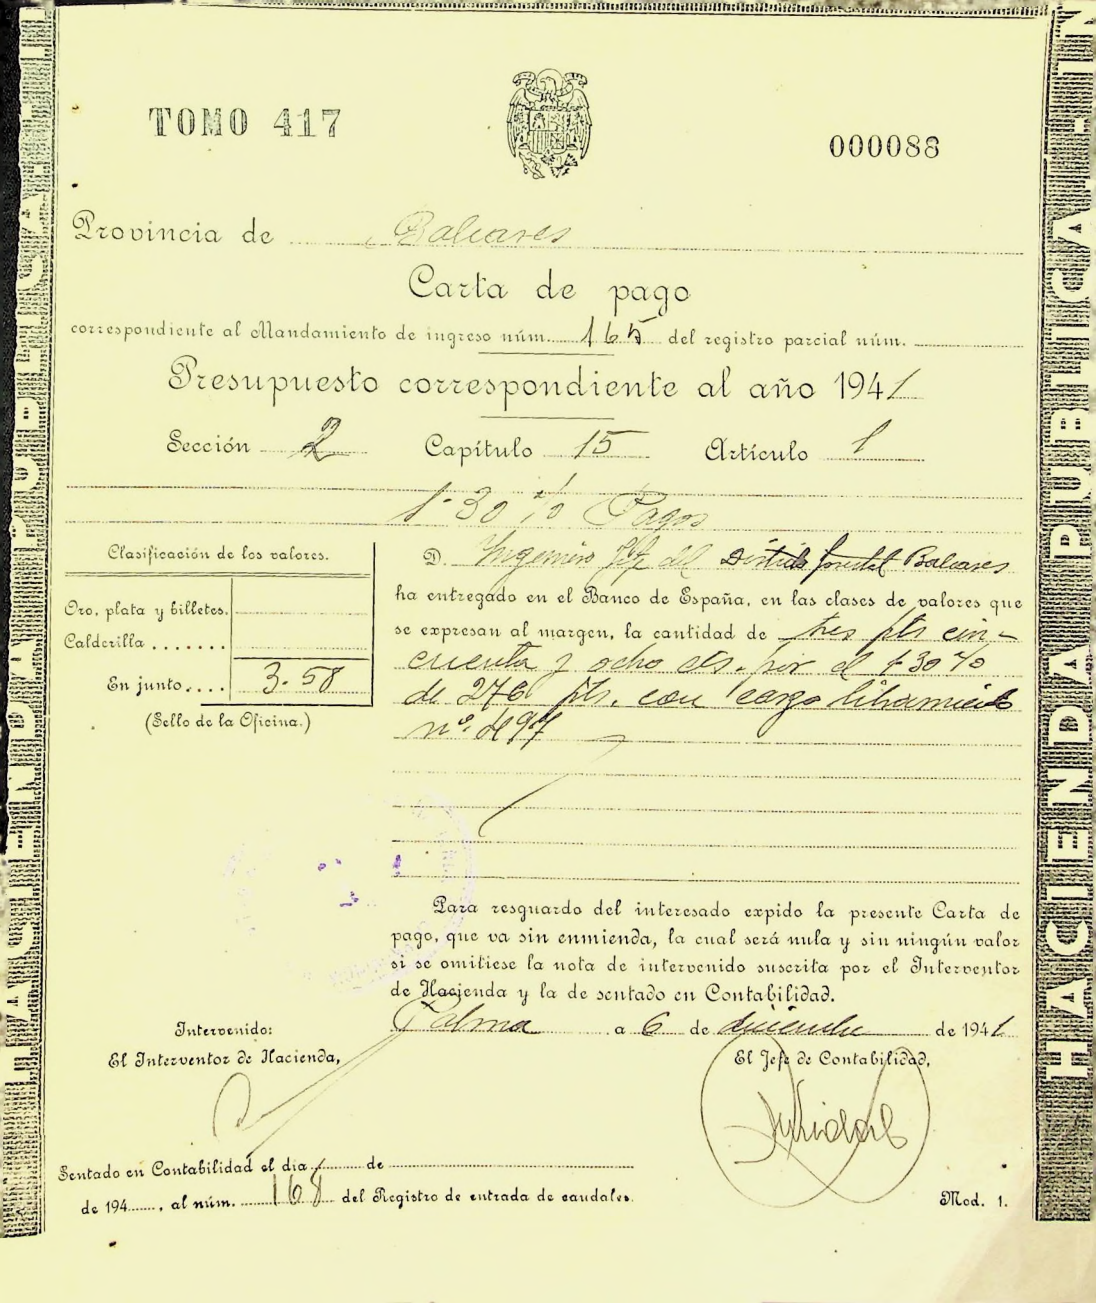 HACIENDA PUBLICA
TOMO 417
000088
Provincia de Baleares
Carta de pago
correspondiente al Mandamiento de ingreso núm. 165 del registro parcial núm.
Presupuesto correspondiente al año 1941
Sección 2 Capítulo 15 Artículo 1
1·30 % Pagos
Clasificación de los valores.
Oro, plata y billetes.
Calderilla
En junto 3·58
(Sello de la Oficina.)
D. Ingeniero Jefe del Distrito forestal Baleares
ha entregado en el Banco de España, en las clases de valores que
se expresan al margen, la cantidad de tres pts cin-
cuenta y ocho cts. por el 1·30 %
de 276 pts. con cargo libramiento
nº.
Para resguardo del interesado expido la presente Carta de
pago, que va sin enmienda, la cual será nula y sin ningún valor
si se omitiese la nota de intervenido suscrita por el Interventor
de Hacienda y la de sentado en Contabilidad.
Palma a 6 de diciembre de 1941
Intervenido:
El Interventor de Hacienda,
El Jefe de Contabilidad,
Sentado en Contabilidad el día de
de 194 , al núm. del Registro de entrada de caudales.
Mod. 1.
HACIENDA PUBLICA-IN